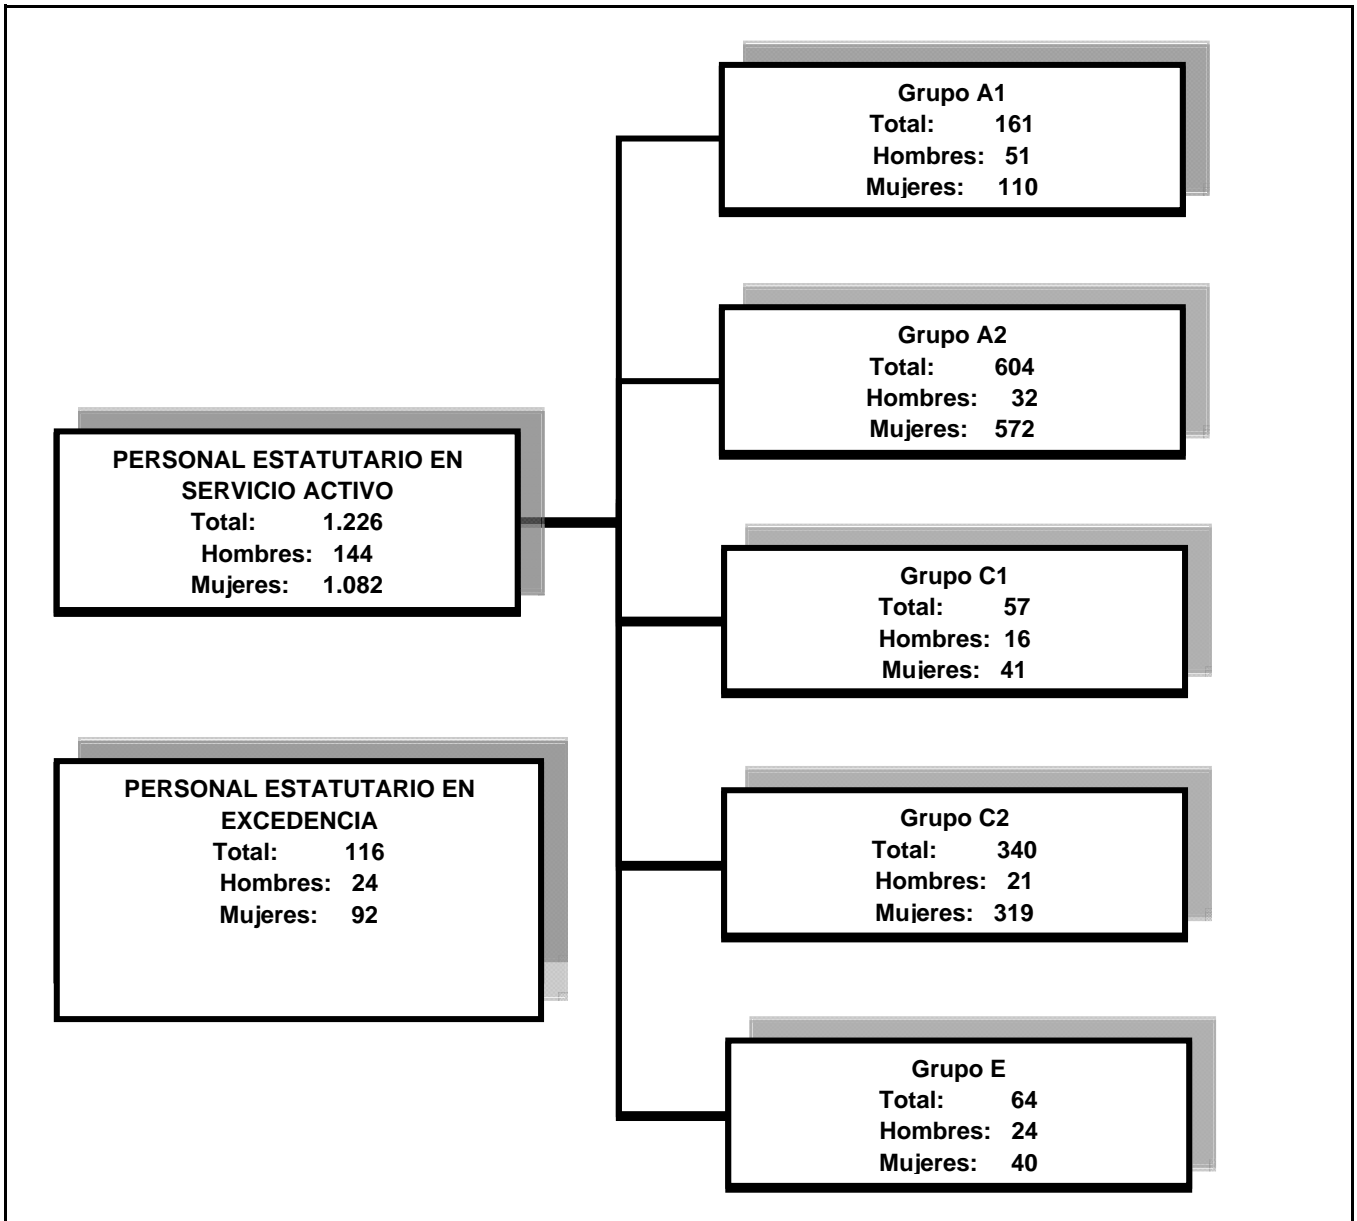 PERSONAL ESTATUTARIO EN
SERVICIO ACTIVO
Total: 1.226
Hombres: 144
Mujeres: 1.082
PERSONAL ESTATUTARIO EN
EXCEDENCIA
Total: 116
Hombres: 24
Mujeres: 92
Grupo A1
Total: 161
Hombres: 51
Mujeres: 110
Grupo A2
Total: 604
Hombres: 32
Mujeres: 572
Grupo C1
Total: 57
Hombres: 16
Mujeres: 41
Grupo C2
Total: 340
Hombres: 21
Mujeres: 319
Grupo E
Total: 64
Hombres: 24
Mujeres: 40